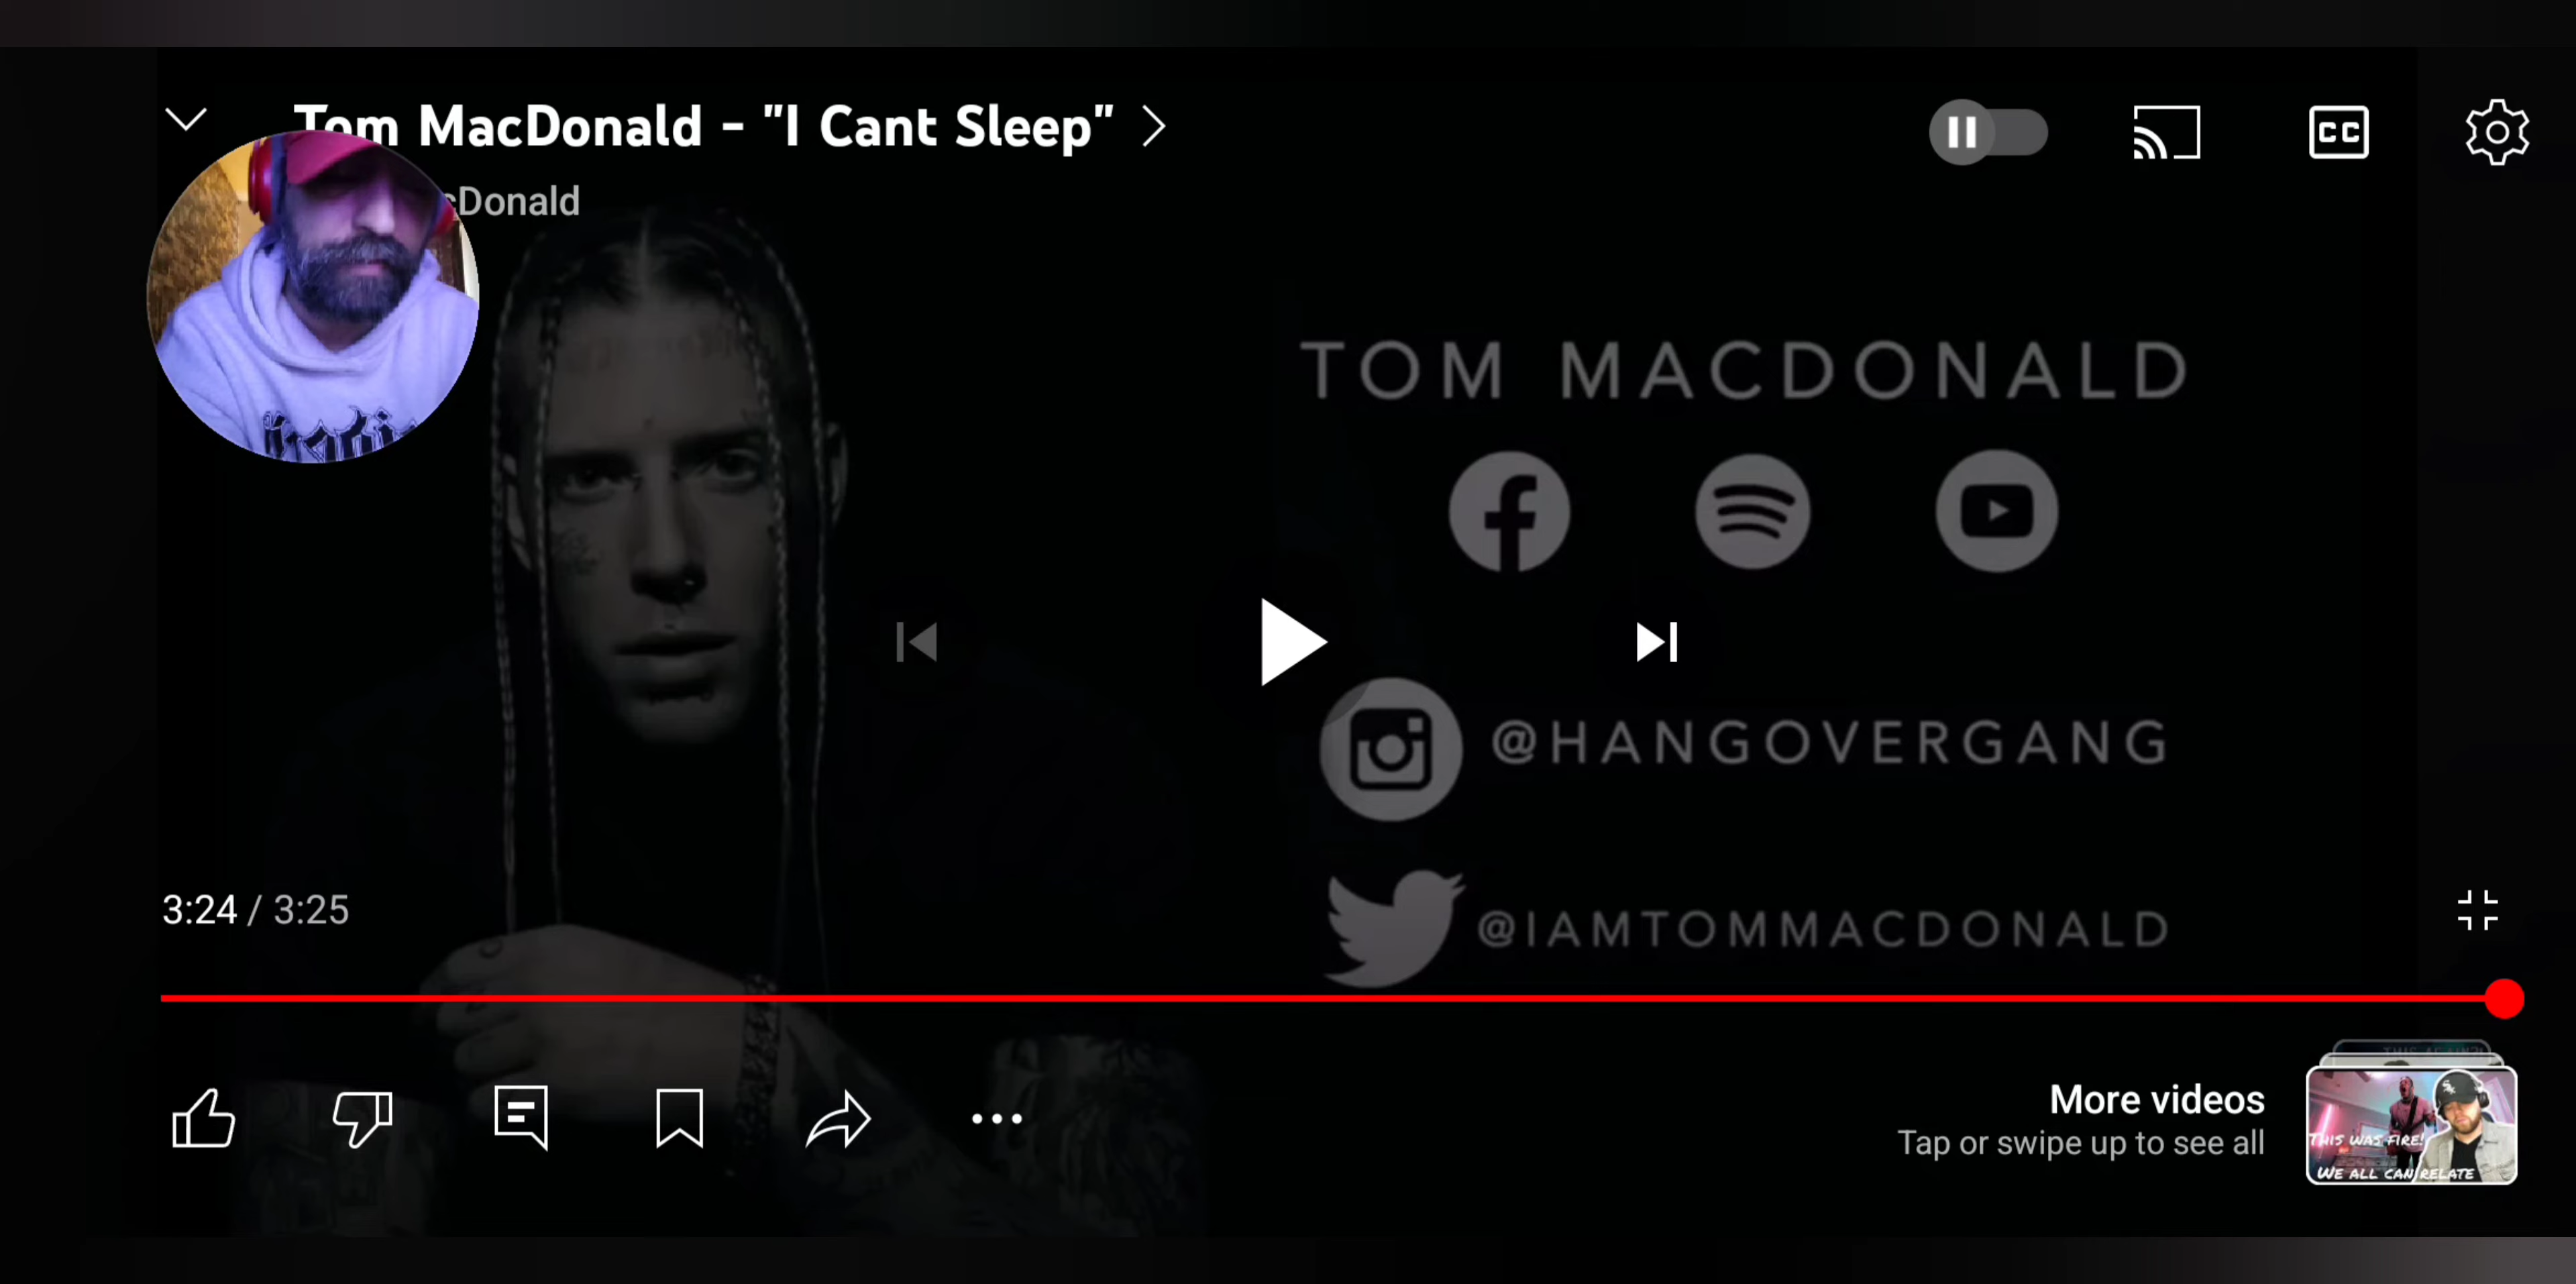 Tom MacDonald - "I Cant Sleep"
cDonald
TOM MACDONALD
@HANGOVERGANG
@IAMTOMMACDONALD
3:24 / 3:25
More videos
Tap or swipe up to see all
THIS WAS FIRE!
WE ALL CAN RELATE
CC